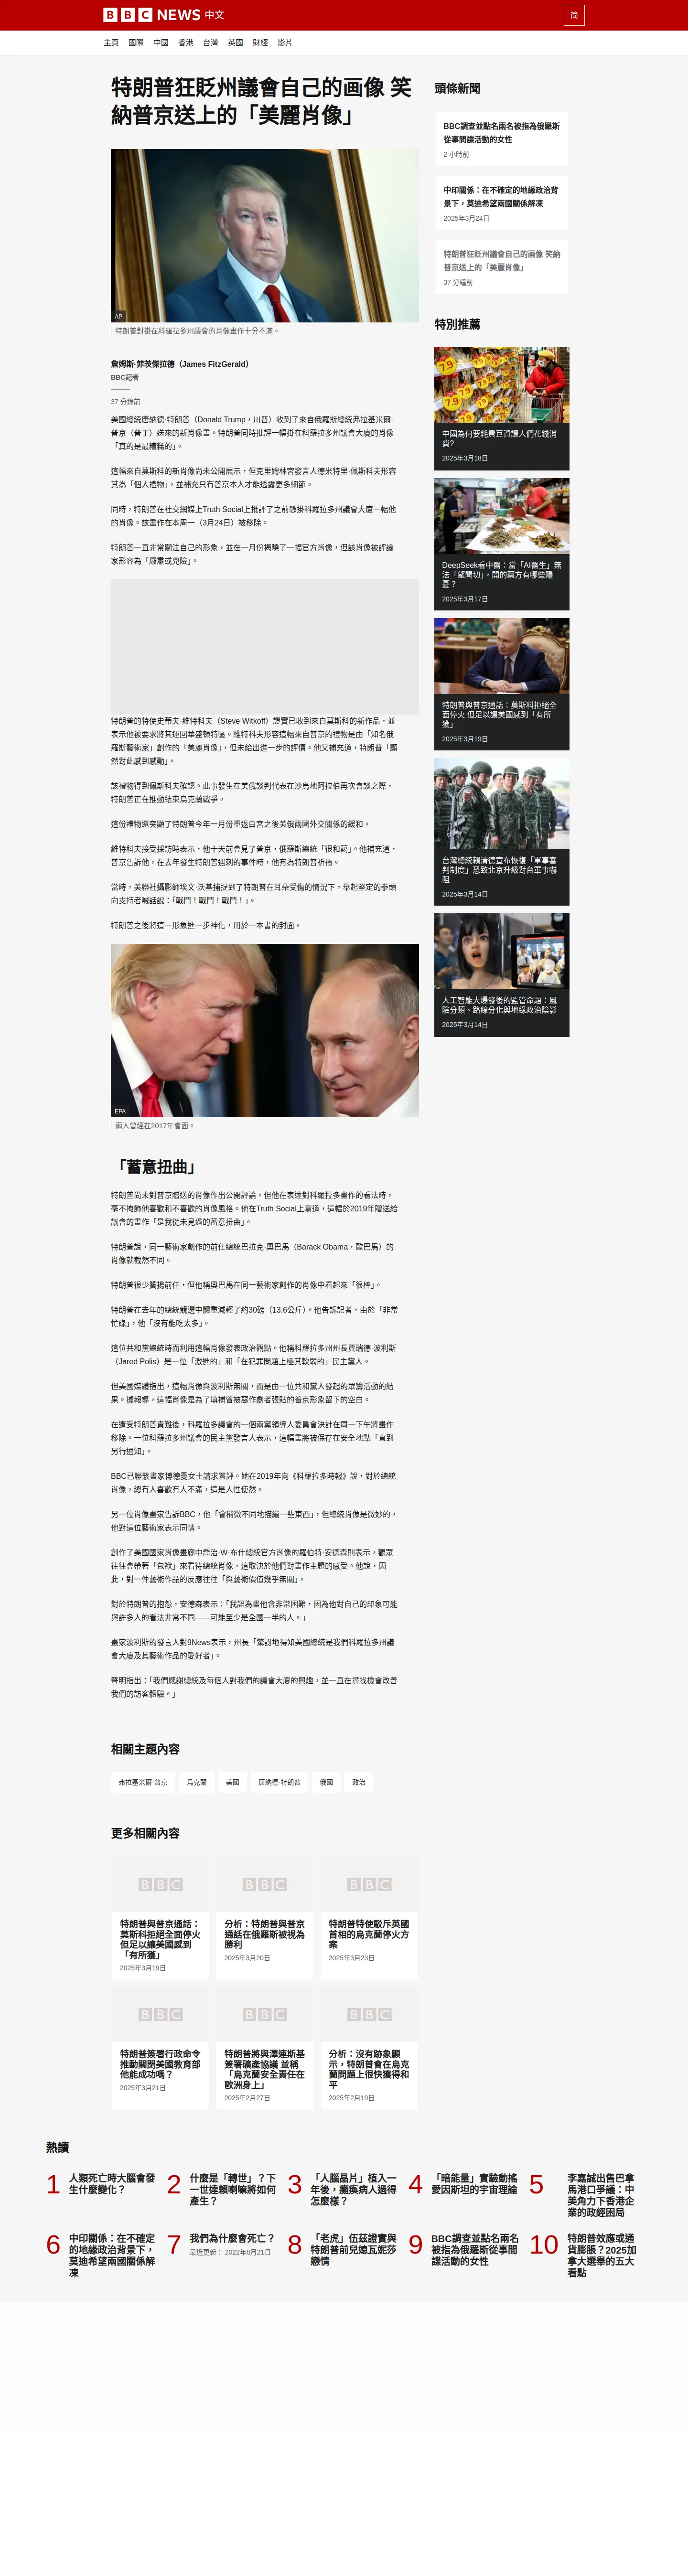 BBC NEWS 中文
简
主頁 國際 中國 香港 台灣 英國 財經 影片
特朗普狂貶州議會自己的画像 笑
納普京送上的「美麗肖像」
AP
特朗普對掛在科羅拉多州議會的肖像畫作十分不滿。
詹姆斯·菲茨傑拉德（James FitzGerald）
BBC記者
37 分鐘前
美國總統唐納德·特朗普（Donald Trump，川普）收到了來自俄羅斯總統弗拉基米爾·
普京（普丁）送來的新肖像畫。特朗普同時批評一幅掛在科羅拉多州議會大廈的肖像
「真的是最糟糕的」。
這幅來自莫斯科的新肖像尚未公開展示，但克里姆林宮發言人德米特里·佩斯科夫形容
其為「個人禮物」，並補充只有普京本人才能透露更多細節。
同時，特朗普在社交網媒上Truth Social上批評了之前懸掛科羅拉多州議會大廈一幅他
的肖像。該畫作在本周一（3月24日）被移除。
特朗普一直非常關注自己的形象，並在一月份揭曉了一幅官方肖像，但該肖像被評論
家形容為「嚴肅或兇險」。
特朗普的特使史蒂夫·維特科夫（Steve Witkoff）證實已收到來自莫斯科的新作品，並
表示他被要求將其運回華盛頓特區。維特科夫形容這幅來自普京的禮物是由「知名俄
羅斯藝術家」創作的「美麗肖像」，但未給出進一步的評價。他又補充道，特朗普「顯
然對此感到感動」。
該禮物得到佩斯科夫確認。此事發生在美俄談判代表在沙烏地阿拉伯再次會談之際，
特朗普正在推動結束烏克蘭戰爭。
這份禮物還突顯了特朗普今年一月份重返白宮之後美俄兩國外交關係的緩和。
維特科夫接受採訪時表示，他十天前會見了普京，俄羅斯總統「很和藹」。他補充道，
普京告訴他，在去年發生特朗普遇刺的事件時，他有為特朗普祈禱。
當時，美聯社攝影師埃文·沃基捕捉到了特朗普在耳朵受傷的情況下，舉起堅定的拳頭
向支持者喊話說：「戰鬥！戰鬥！戰鬥！」。
特朗普之後將這一形象進一步神化，用於一本書的封面。
EPA
兩人曾經在2017年會面。
「蓄意扭曲」
特朗普尚未對普京贈送的肖像作出公開評論，但他在表達對科羅拉多畫作的看法時，
毫不掩飾他喜歡和不喜歡的肖像風格。他在Truth Social上寫道，這幅於2019年贈送給
議會的畫作「是我從未見過的蓄意扭曲」。
特朗普說，同一藝術家創作的前任總統巴拉克·奧巴馬（Barack Obama，歐巴馬）的
肖像就截然不同。
特朗普很少贊揚前任，但他稱奧巴馬在同一藝術家創作的肖像中看起來「很棒」。
特朗普在去年的總統競選中體重減輕了約30磅（13.6公斤）。他告訴記者，由於「非常
忙碌」，他「沒有能吃太多」。
這位共和黨總統時而利用這幅肖像發表政治觀點。他稱科羅拉多州州長賈瑞德·波利斯
（Jared Polis）是一位「激進的」和「在犯罪問題上極其軟弱的」民主黨人。
但美國媒體指出，這幅肖像與波利斯無關，而是由一位共和黨人發起的眾籌活動的結
果。據報導，這幅肖像是為了填補曾被惡作劇者張貼的普京形象留下的空白。
在遭受特朗普責難後，科羅拉多議會的一個兩黨領導人委員會決計在周一下午將畫作
移除。一位科羅拉多州議會的民主黨發言人表示，這幅畫將被保存在安全地點「直到
另行通知」。
BBC已聯繫畫家博德曼女士請求置評。她在2019年向《科羅拉多時報》說，對於總統
肖像，總有人喜歡有人不滿，這是人性使然。
另一位肖像畫家告訴BBC，他「會稍微不同地描繪一些東西」，但總統肖像是微妙的，
他對這位藝術家表示同情。
創作了美國國家肖像畫廊中喬治·W·布什總統官方肖像的羅伯特·安德森則表示，觀眾
往往會帶著「包袱」來看待總統肖像，這取決於他們對畫作主題的感受。他說，因
此，對一件藝術作品的反應往往「與藝術價值幾乎無關」。
對於特朗普的抱怨，安德森表示：「我認為畫他會非常困難，因為他對自己的印象可能
與許多人的看法非常不同——可能至少是全國一半的人。」
畫家波利斯的發言人對9News表示，州長「驚訝地得知美國總統是我們科羅拉多州議
會大廈及其藝術作品的愛好者」。
聲明指出：「我們感謝總統及每個人對我們的議會大廈的興趣，並一直在尋找機會改善
我們的訪客體驗。」
相關主題內容
弗拉基米爾·普京 烏克蘭 美國 唐納德·特朗普 俄國 政治
更多相關內容
BBC BBC BBC
特朗普與普京通話：
莫斯科拒絕全面停火
但足以讓美國感到
「有所獲」
2025年3月19日
分析：特朗普與普京
通話在俄羅斯被視為
勝利
2025年3月20日
特朗普特使駁斥英國
首相的烏克蘭停火方
案
2025年3月23日
BBC BBC BBC
特朗普簽署行政命令
推動關閉美國教育部
他能成功嗎？
2025年3月21日
特朗普將與澤連斯基
簽署礦產協議 並稱
「烏克蘭安全責任在
歐洲身上」
2025年2月27日
分析：沒有跡象顯
示，特朗普會在烏克
蘭問題上很快獲得和
平
2025年2月19日
頭條新聞
BBC調查並點名兩名被指為俄羅斯
從事間諜活動的女性
2 小時前
中印關係：在不確定的地緣政治背
景下，莫迪希望兩國關係解凍
2025年3月24日
特朗普狂貶州議會自己的画像 笑納
普京送上的「美麗肖像」
37 分鐘前
特別推薦
7.9
中國為何要耗費巨資讓人們花錢消
費?
2025年3月18日
DeepSeek看中醫：當「AI醫生」無
法「望聞切」，開的藥方有哪些隱
憂？
2025年3月17日
特朗普與普京通話：莫斯科拒絕全
面停火 但足以讓美國感到「有所
獲」
2025年3月19日
台灣總統賴清德宣布恢復「軍事審
判制度」恐致北京升級對台軍事嚇
阻
2025年3月14日
人工智能大爆發後的監管命題：風
險分類、路線分化與地緣政治陰影
2025年3月14日
熱讀
1 人類死亡時大腦會發
生什麼變化？
2 什麼是「轉世」？下
一世達賴喇嘛將如何
產生？
3 「人腦晶片」植入一
年後，癱瘓病人過得
怎麼樣？
4 「暗能量」實驗動搖
愛因斯坦的宇宙理論
5 李嘉誠出售巴拿
馬港口爭議：中
美角力下香港企
業的政經困局
6 中印關係：在不確定
的地緣政治背景下，
莫迪希望兩國關係解
凍
7 我們為什麼會死亡？
最近更新： 2022年8月21日
8 「老虎」伍茲證實與
特朗普前兒媳瓦妮莎
戀情
9 BBC調查並點名兩名
被指為俄羅斯從事間
諜活動的女性
10 特朗普效應或通
貨膨脹？2025加
拿大選舉的五大
看點